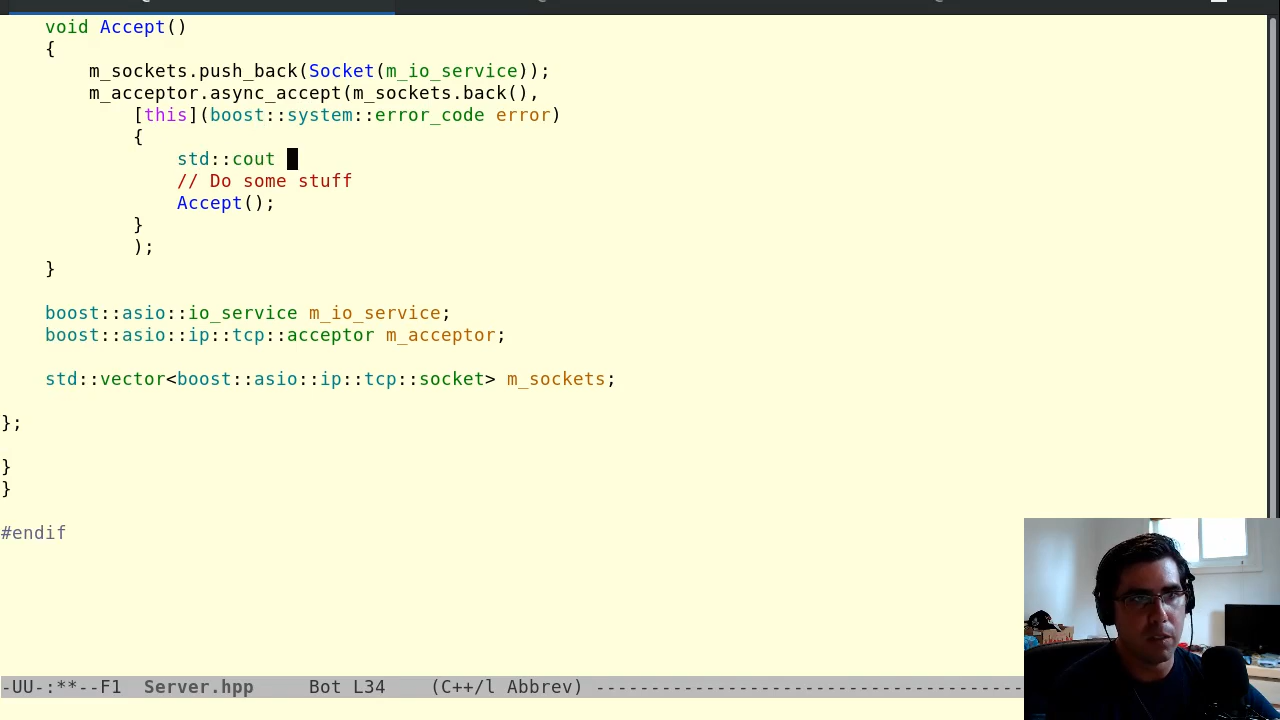 void Accept()
{
m_sockets.push_back(Socket(m_io_service));
m_acceptor.async_accept(m_sockets.back(),
[this](boost::system::error_code error)
{
std::cout
// Do some stuff
Accept();
}
);
}
boost::asio::io_service m_io_service;
boost::asio::ip::tcp::acceptor m_acceptor;
std::vector<boost::asio::ip::tcp::socket> m_sockets;
};
}
}
#endif
-UU-:**--F1  Server.hpp     Bot L34    (C++/l Abbrev) ---------------------------------------